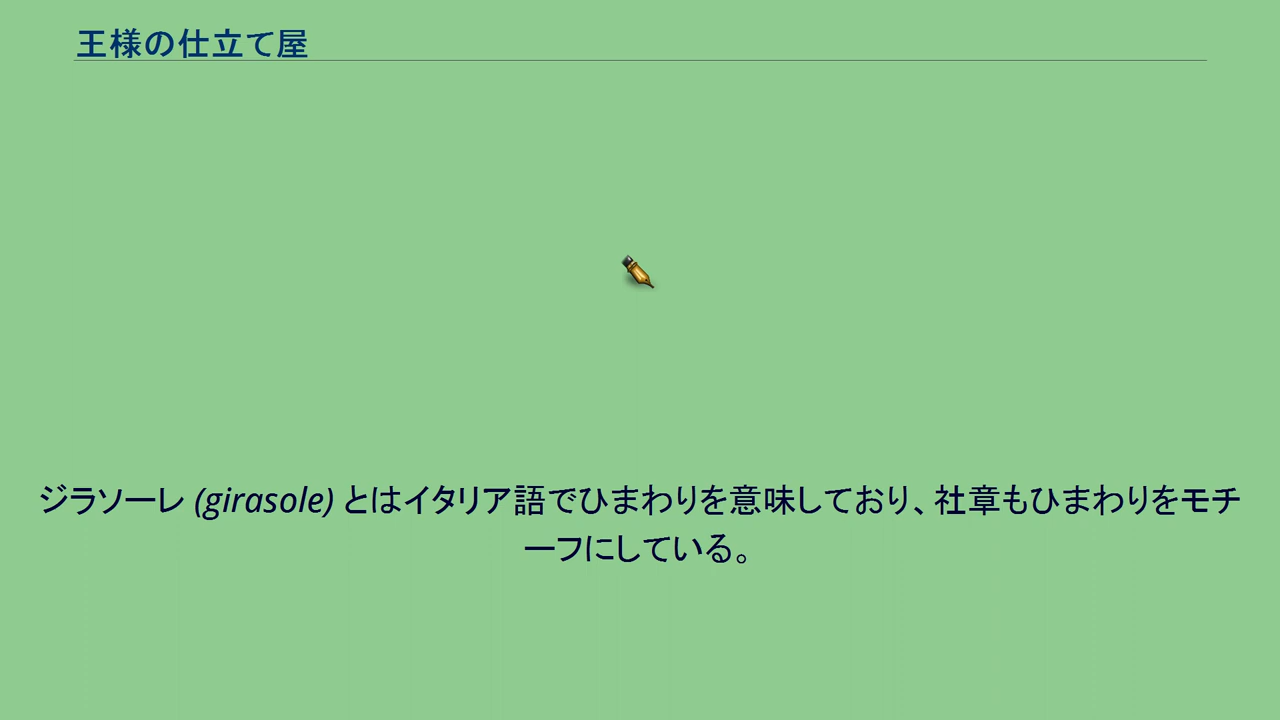 王様の仕立て屋
ジラソーレ (girasole) とはイタリア語でひまわりを意味しており、社章もひまわりをモチ
ーフにしている。